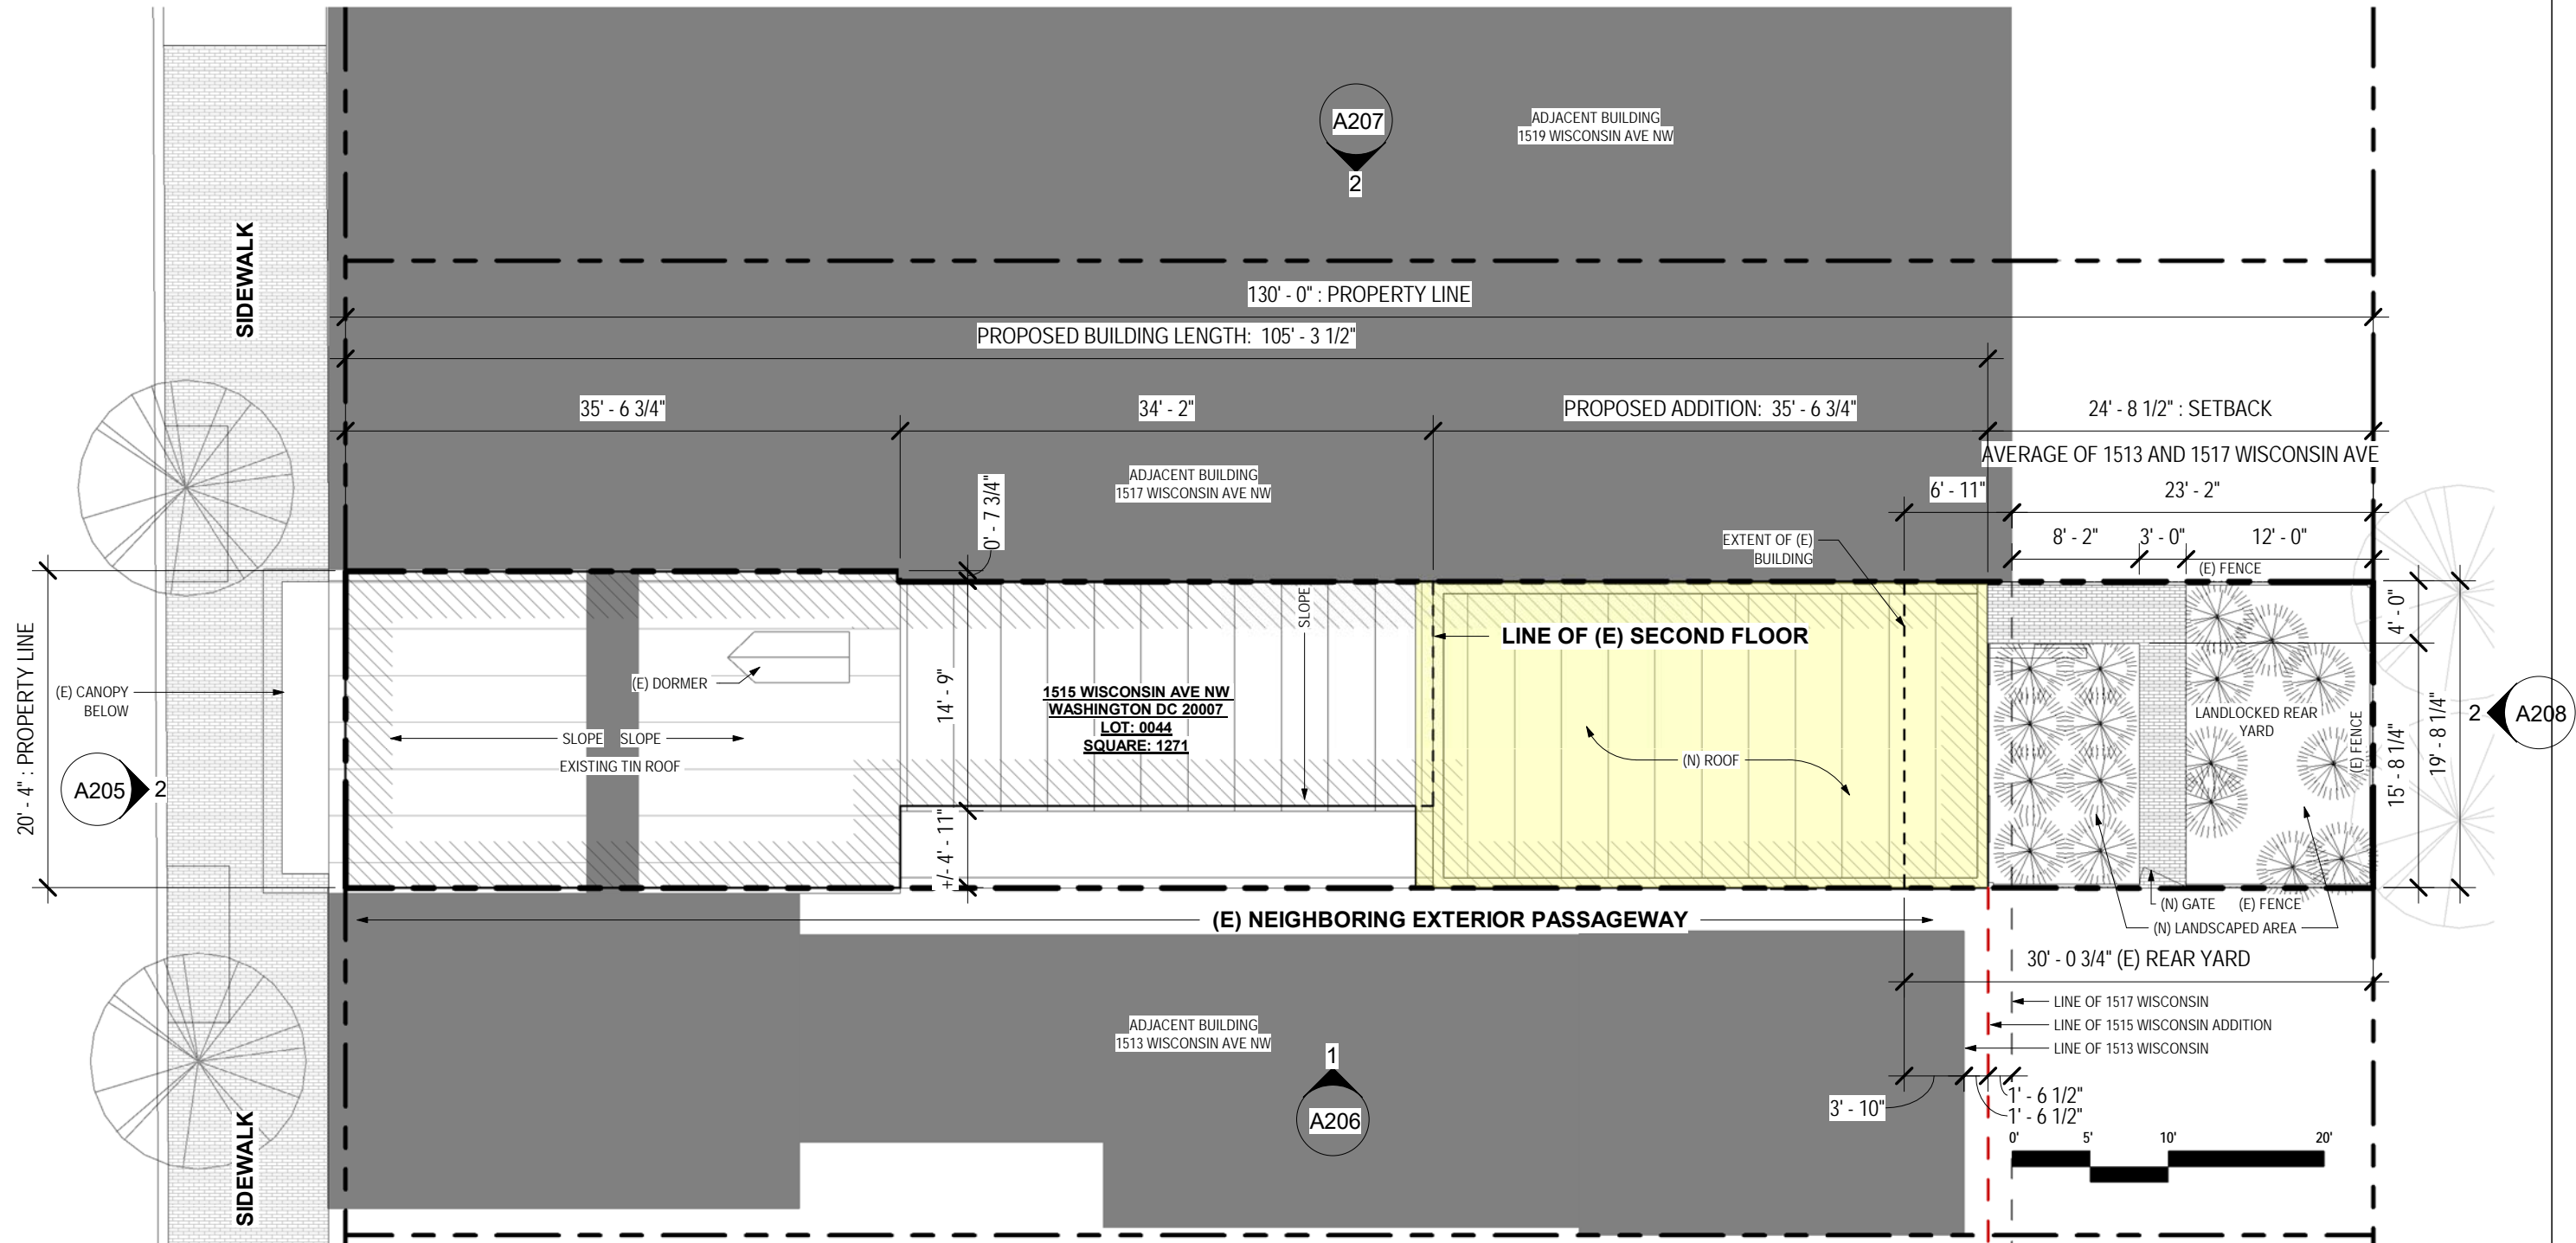 A207
2
ADJACENT BUILDING
1519 WISCONSIN AVE NW
SIDEWALK
130' - 0" : PROPERTY LINE
PROPOSED BUILDING LENGTH: 105' - 3 1/2"
35' - 6 3/4"
34' - 2"
PROPOSED ADDITION: 35' - 6 3/4"
24' - 8 1/2" : SETBACK
AVERAGE OF 1513 AND 1517 WISCONSIN AVE
ADJACENT BUILDING
1517 WISCONSIN AVE NW
0' - 7 3/4"
6' - 11"
23' - 2"
EXTENT OF (E)
BUILDING
8' - 2"
3' - 0"
12' - 0"
(E) FENCE
20' - 4" : PROPERTY LINE
(E) CANOPY
BELOW
A205
2
(E) DORMER
SLOPE
SLOPE
EXISTING TIN ROOF
14' - 9"
+/- 4' - 11"
1515 WISCONSIN AVE NW
WASHINGTON DC 20007
LOT: 0044
SQUARE: 1271
SLOPE
LINE OF (E) SECOND FLOOR
(N) ROOF
LANDLOCKED REAR
YARD
(E) FENCE
4' - 0"
15' - 8 1/4"
19' - 8 1/4"
2
A208
(N) GATE
(E) FENCE
(N) LANDSCAPED AREA
(E) NEIGHBORING EXTERIOR PASSAGEWAY
30' - 0 3/4" (E) REAR YARD
LINE OF 1517 WISCONSIN
LINE OF 1515 WISCONSIN ADDITION
LINE OF 1513 WISCONSIN
ADJACENT BUILDING
1513 WISCONSIN AVE NW
1
A206
3' - 10"
1' - 6 1/2"
1' - 6 1/2"
0'
5'
10'
20'
SIDEWALK